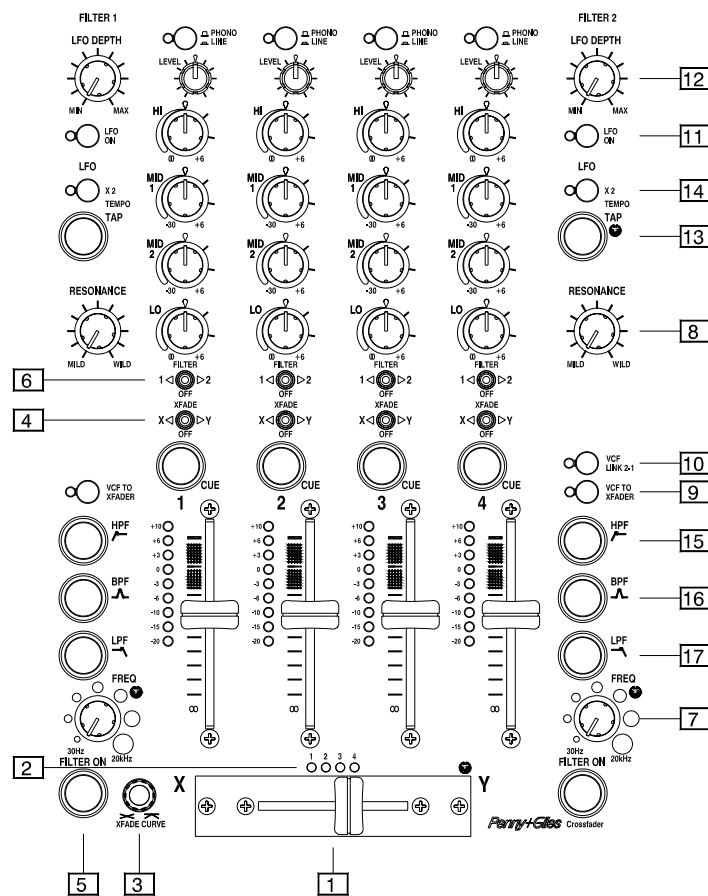 FILTER 1
LFO DEPTH
MIN MAX
LFO
ON
LFO
X 2
TEMPO
TAP
RESONANCE
MILD WILD
6
4
VCF TO
XFADER
HPF
BPF
LPF
FREQ
30Hz 20kHz
2
FILTER ON
XFADE CURVE
5
3
PHONO
LINE
PHONO
LINE
PHONO
LINE
PHONO
LINE
LEVEL LEVEL LEVEL LEVEL
HI HI HI HI
∞ +6 ∞ +6 ∞ +6 ∞ +6
MID
1
MID
1
MID
1
MID
1
-30 +6 -30 +6 -30 +6 -30 +6
MID
2
MID
2
MID
2
MID
2
-30 +6 -30 +6 -30 +6 -30 +6
LO LO LO LO
∞ +6 ∞ +6 ∞ +6 ∞ +6
FILTER FILTER FILTER FILTER
1 2 1 2 1 2 1 2
OFF OFF OFF OFF
XFADE XFADE XFADE XFADE
X Y X Y X Y X Y
OFF OFF OFF OFF
CUE CUE CUE CUE
1 2 3 4
+10 +10 +10 +10
+6 +6 +6 +6
+3 +3 +3 +3
0 0 0 0
-3 -3 -3 -3
-6 -6 -6 -6
-10 -10 -10 -10
-15 -15 -15 -15
-20 -20 -20 -20
∞ ∞ ∞ ∞
1 2 3 4
X Y
Penny+Giles Crossfader
1
FILTER 2
LFO DEPTH
MIN MAX
12
LFO
ON
11
LFO
X 2
14
TEMPO
TAP
13
RESONANCE
MILD WILD
8
VCF
LINK 2-1
10
VCF TO
XFADER
9
HPF
15
BPF
16
LPF
17
FREQ
30Hz 20kHz
7
FILTER ON